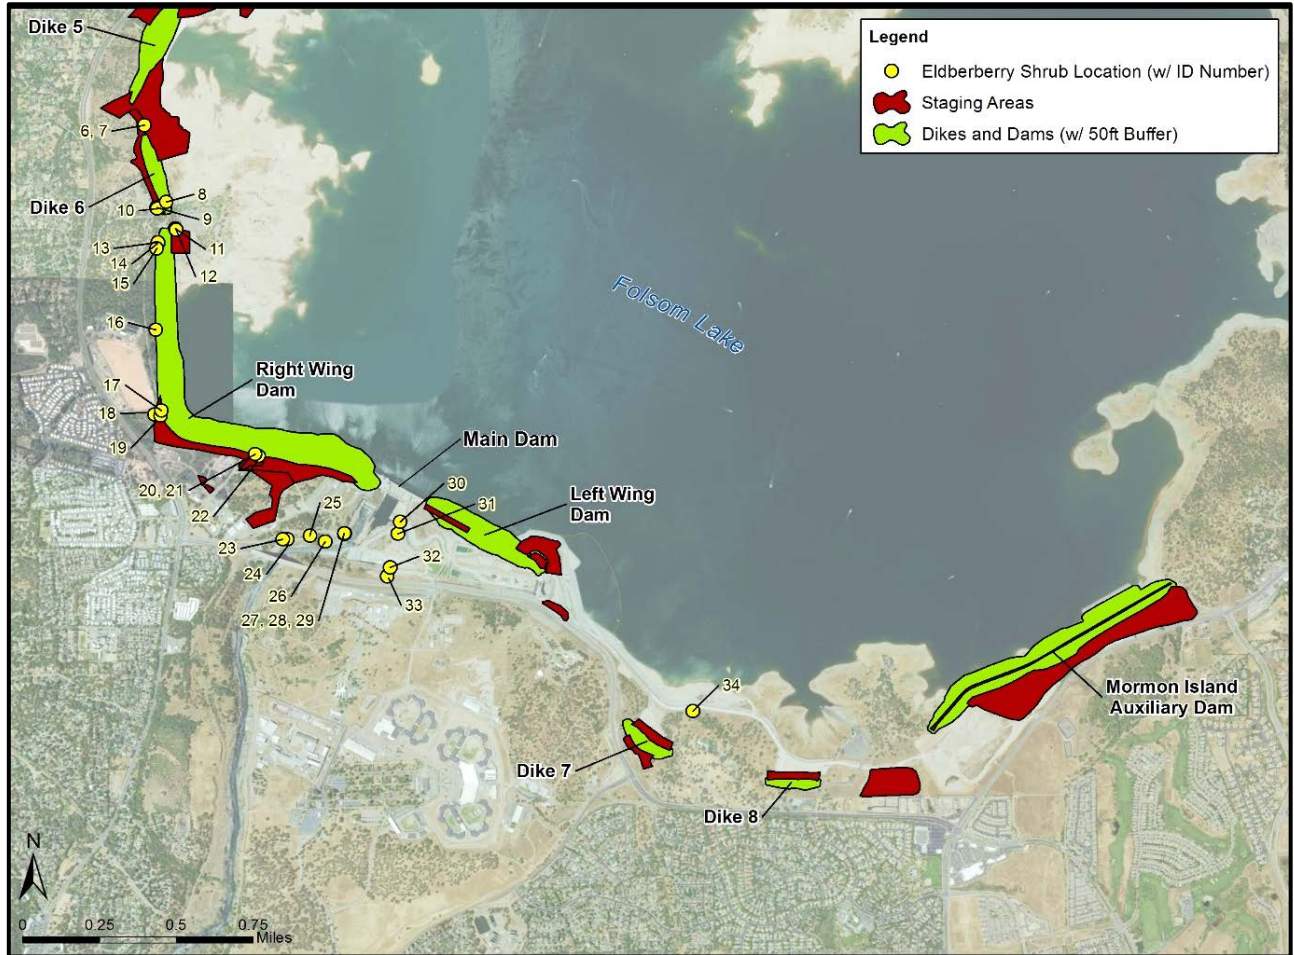 Dike 5
Legend
Eldberberry Shrub Location (w/ ID Number)
Staging Areas
Dikes and Dams (w/ 50ft Buffer)
6, 7
8
Dike 6
10
9
13
11
14
12
15
Folsom Lake
16
Right Wing
Dam
17
18
19
Main Dam
20, 21
30
22
25
31
Left Wing
Dam
23
24
32
26
33
27, 28, 29
34
Mormon Island
Auxiliary Dam
Dike 7
Dike 8
N
0 0.25 0.5 0.75
Miles